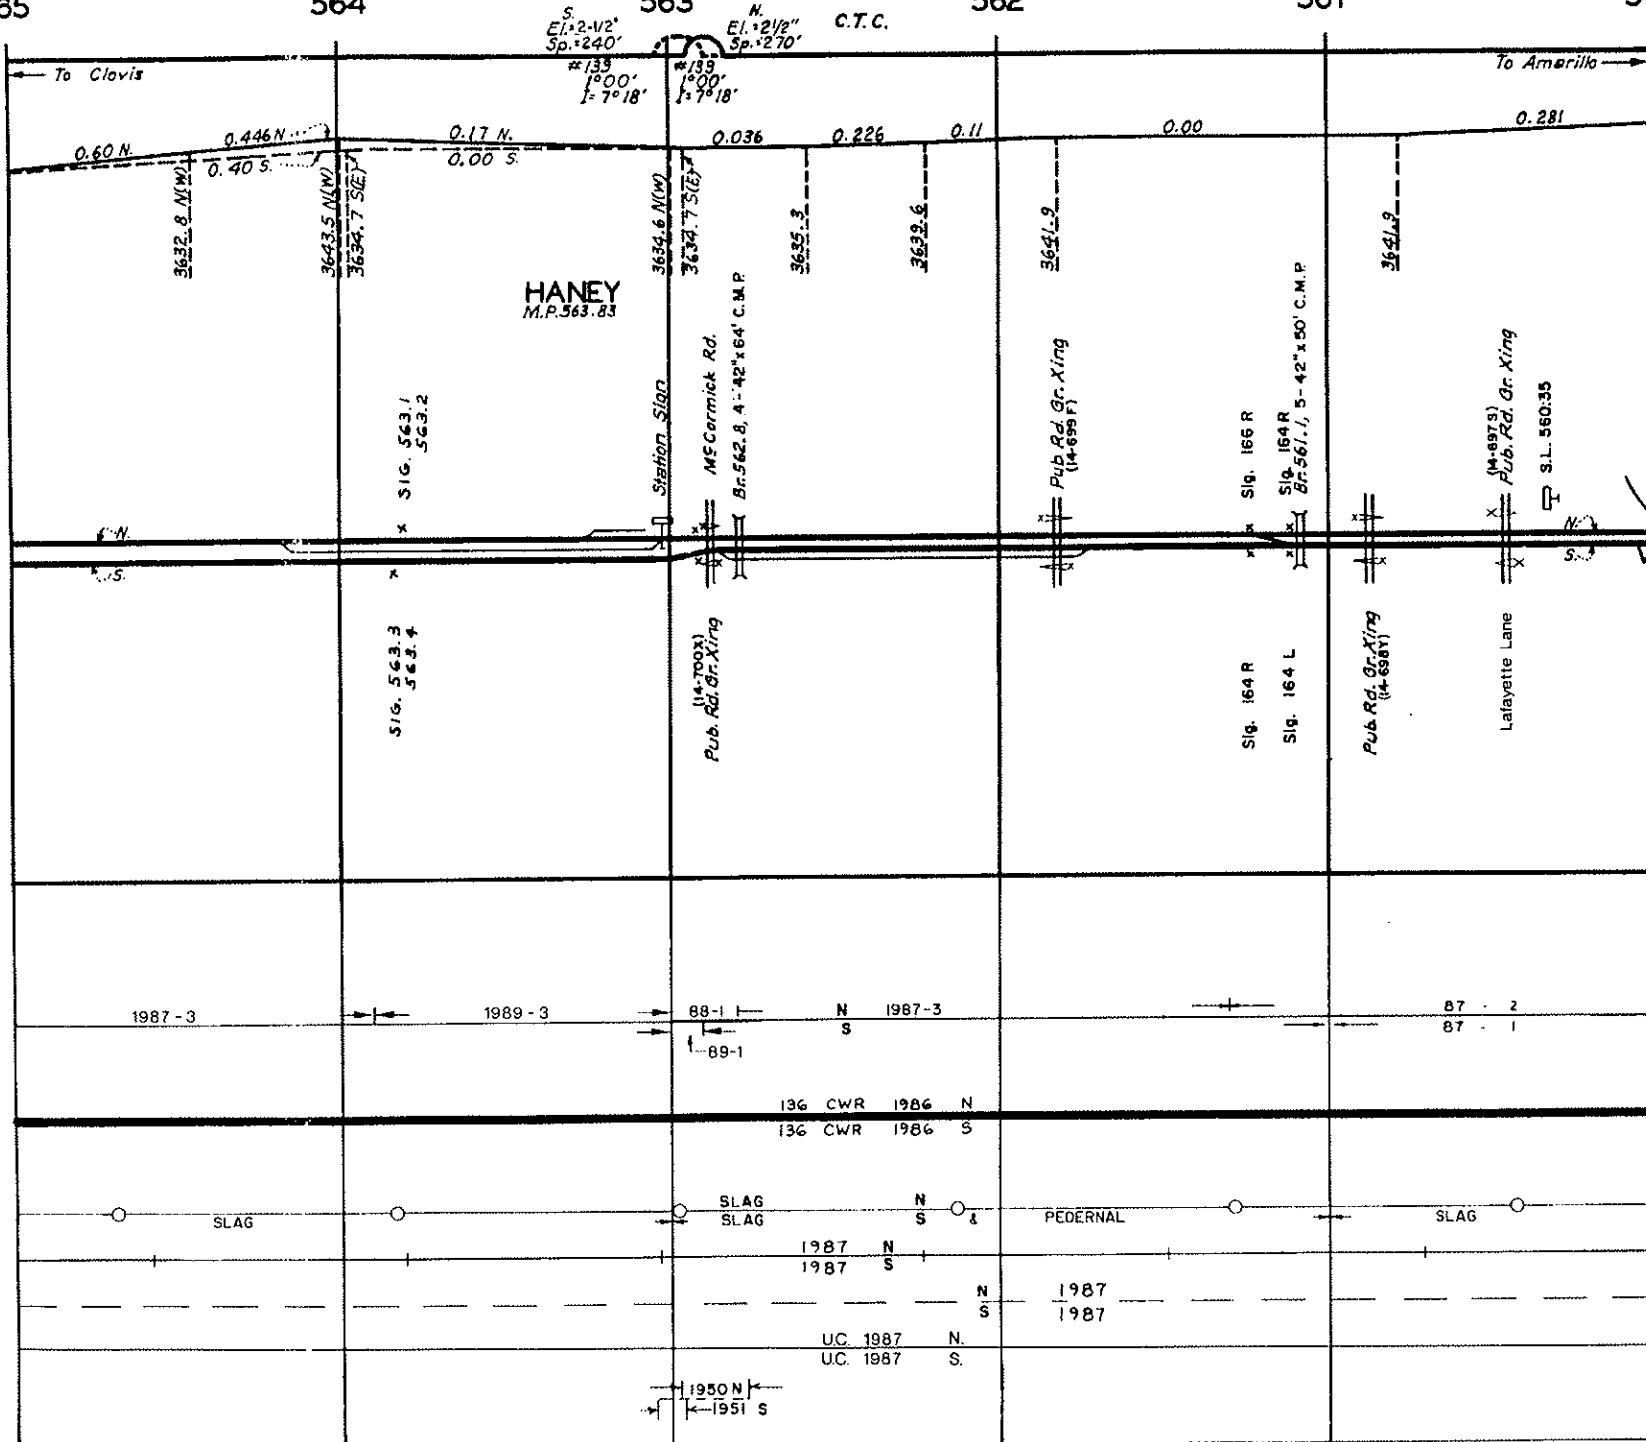 564
563
562
C.T.C.
S.
El.=2-1/2"
Sp.=240'
N.
El.=2 1/2"
Sp.=270'
To Clovis
#139
1°00'
I=7°18'
#139
1°00'
I=7°18'
To Amarillo
0.60 N.
0.446 N
0.40 S.
0.17 N.
0.00 S.
0.036
0.226
0.11
0.00
0.281
3632.8 N(W)
3643.5 N(W)
3634.7 S(E)
3634.6 N(W)
3634.7 S(E)
3635.3
3639.6
3641.9
3641.9
HANEY
M.P. 563.83
SIG. 563.1
563.2
Station Sign
McCormick Rd.
Br. 562.8, 4-42"x64' C.M.P.
Pub. Rd. Gr. Xing
(14-699F)
Sig. 166 R
Sig. 164 R
Br. 561.1, 5-42"x50' C.M.P.
(14-697S)
Pub. Rd. Gr. Xing
S.L. 560:35
N.
S.
N.
S.
SIG. 563.3
563.4
(14-700X)
Pub. Rd. Gr. Xing
Sig. 164 R
Sig. 164 L
Pub. Rd. Gr. Xing
(14-698Y)
Lafayette Lane
1987-3
1989-3
88-1
N 1987-3
S
89-1
87 - 2
87 - 1
136 CWR 1986 N
136 CWR 1986 S
SLAG
SLAG N
SLAG S &
PEDERNAL
SLAG
1987 N
1987 S
N 1987
S 1987
U.C. 1987 N.
U.C. 1987 S.
1950 N
1951 S